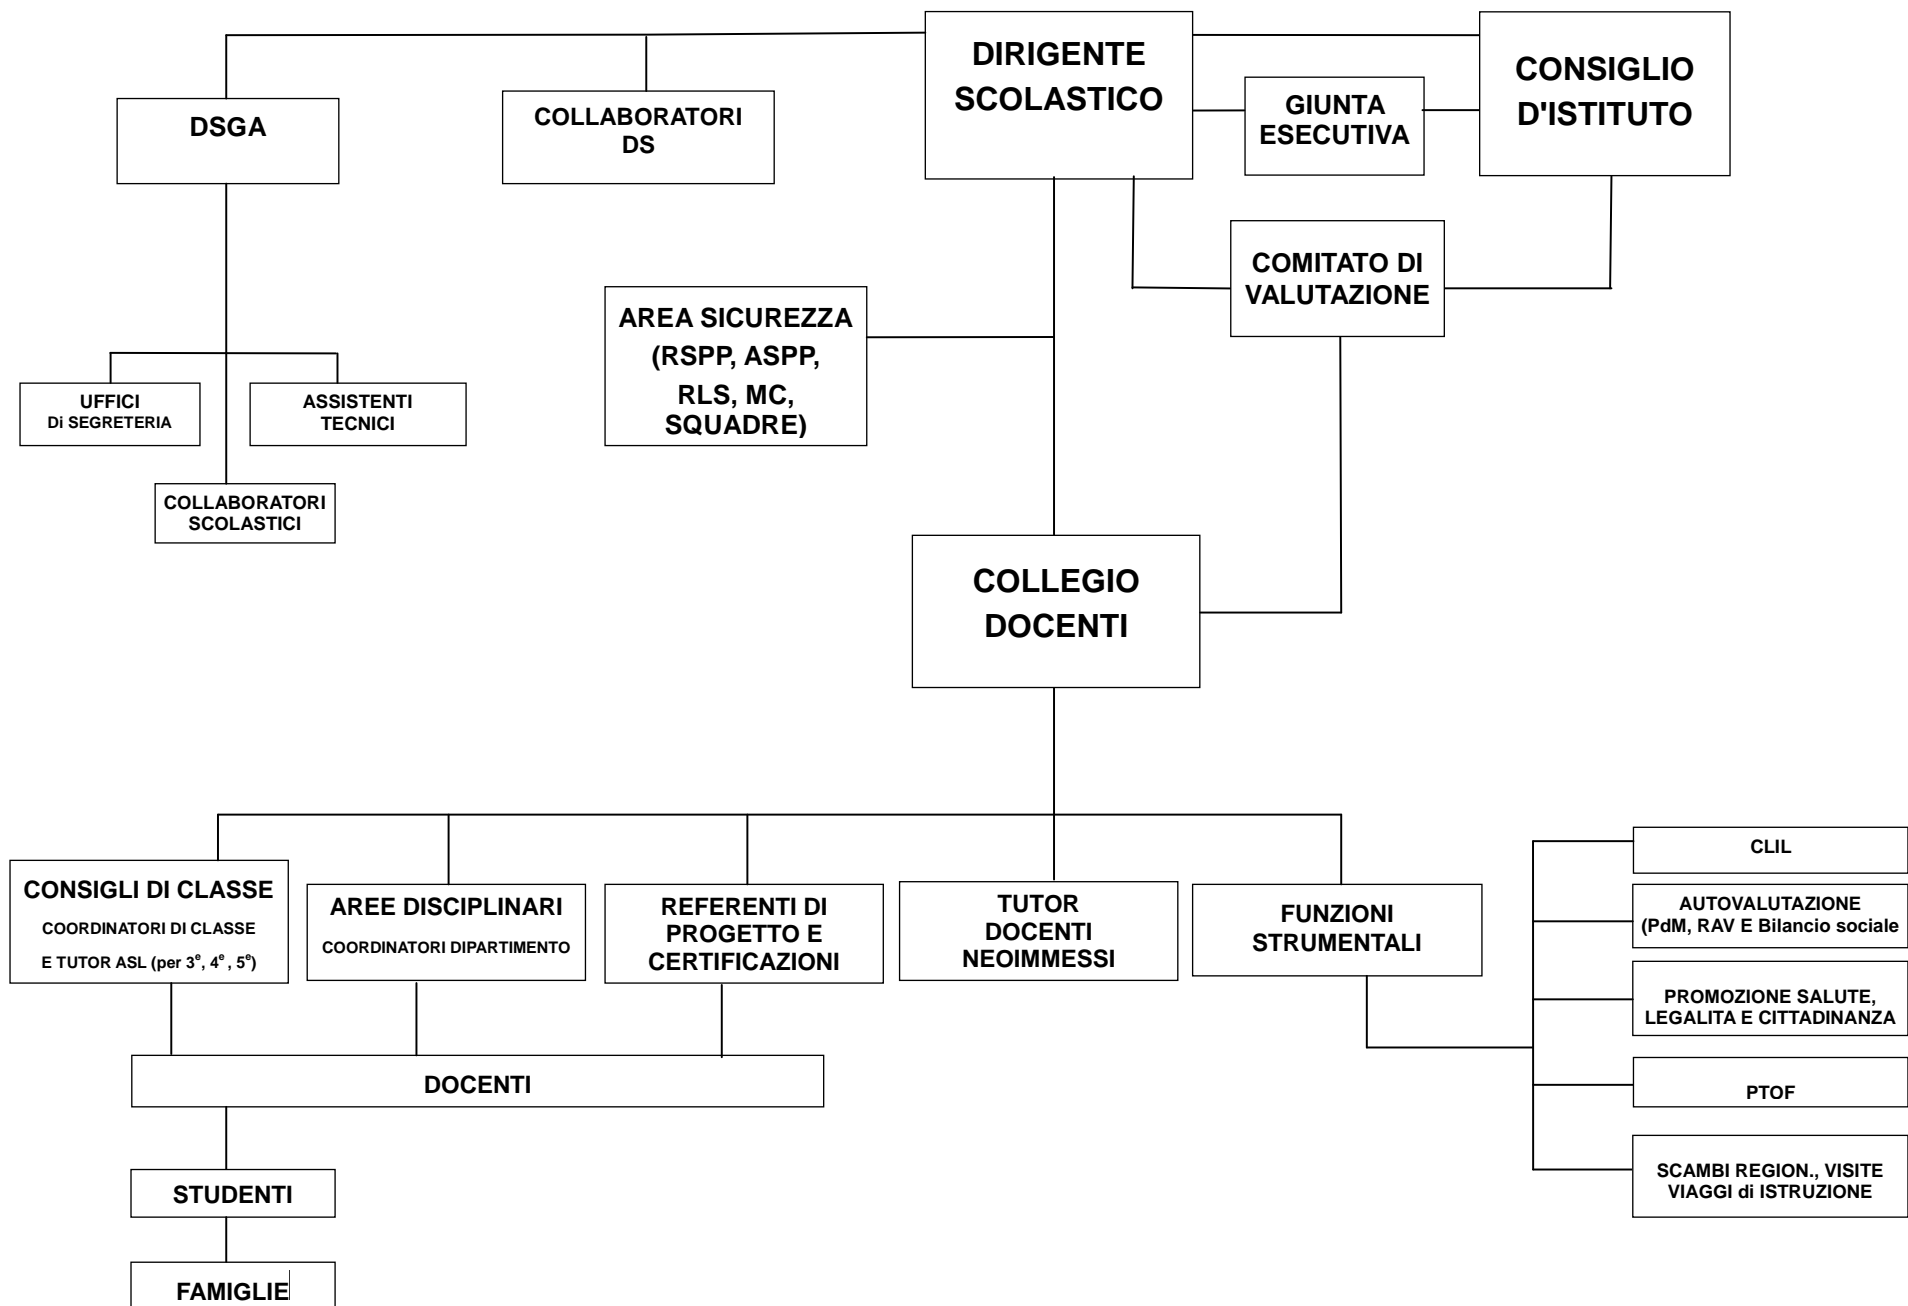 DIRIGENTE
SCOLASTICO
CONSIGLIO
D'ISTITUTO
GIUNTA
ESECUTIVA
DSGA
COLLABORATORI
DS
COMITATO DI
VALUTAZIONE
AREA SICUREZZA
(RSPP, ASPP,
RLS, MC,
SQUADRE)
UFFICI
Di SEGRETERIA
ASSISTENTI
TECNICI
COLLABORATORI
SCOLASTICI
COLLEGIO
DOCENTI
CONSIGLI DI CLASSE
COORDINATORI DI CLASSE
E TUTOR ASL (per 3e, 4e, 5e)
AREE DISCIPLINARI
COORDINATORI DIPARTIMENTO
REFERENTI DI
PROGETTO E
CERTIFICAZIONI
TUTOR
DOCENTI
NEOIMMESSI
FUNZIONI
STRUMENTALI
CLIL
AUTOVALUTAZIONE
(PdM, RAV E Bilancio sociale
PROMOZIONE SALUTE,
LEGALITA E CITTADINANZA
PTOF
SCAMBI REGION., VISITE
VIAGGI di ISTRUZIONE
DOCENTI
STUDENTI
FAMIGLIE